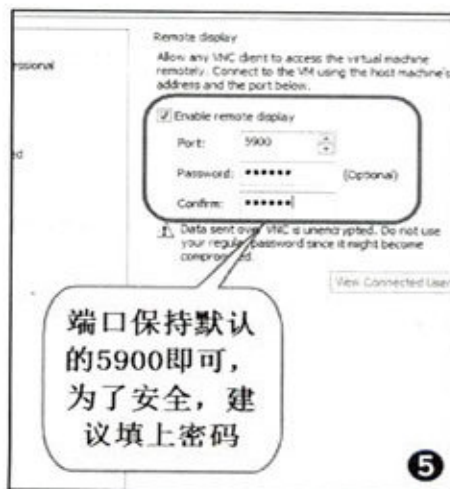 Remote display
Allow any VNC client to access the virtual machine
remotely. Connect to the VM using the host machine's
address and the port below.
essional
Enable remote display
Port: 5900
Password: •••••• (Optional)
ed
Confirm: ••••••
Data sent over VNC is unencrypted. Do not use
your regular password since it might become
compromised.
View Connected User
端口保持默认
的5900即可，
为了安全，建
议填上密码
5